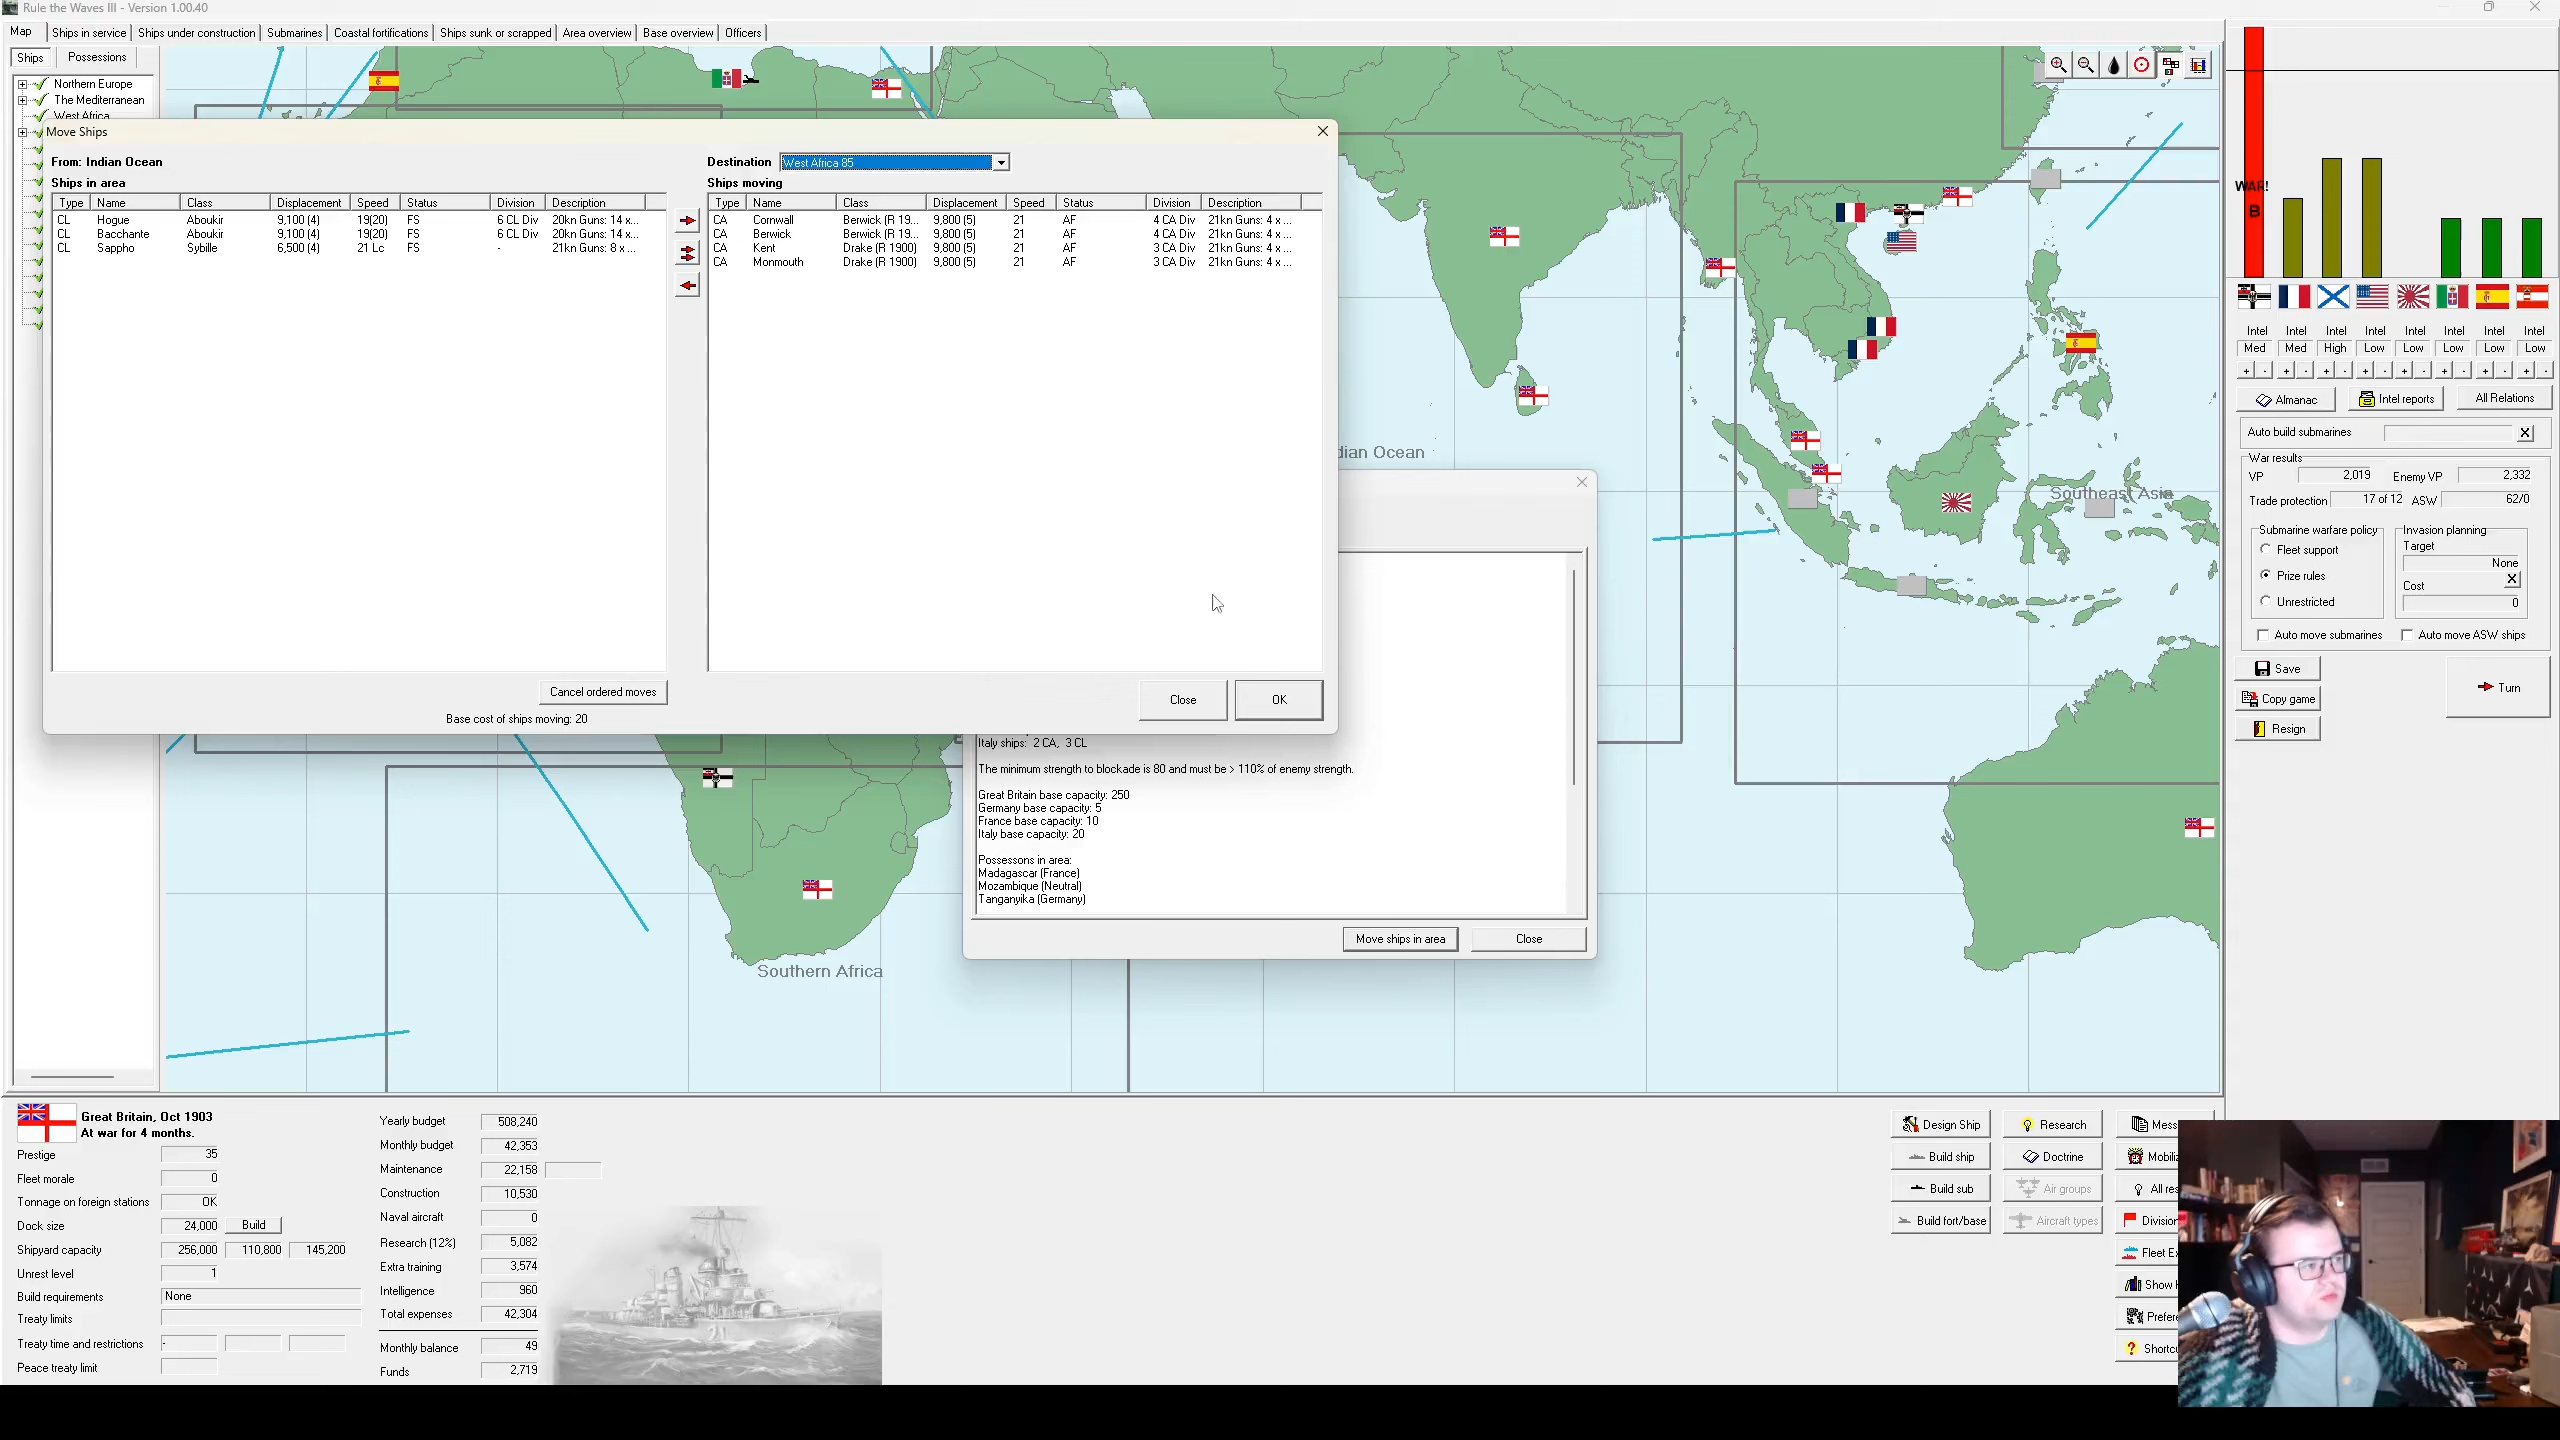 Rule the Waves III - Version 1.00.40
Map Ships in service Ships under construction Submarines Coastal fortifications Ships sunk or scrapped Area overview Base overview Officers
Ships Possessions
Northern Europe
The Mediterranean
West Africa
Move Ships
From: Indian Ocean
Destination West Africa 85
Ships in area
Ships moving
Type Name Class Displacement Speed Status Division Description
CL Hogue Aboukir 9,100 (4) 19(20) FS 6 CL Div 20kn Guns: 14 x...
CL Bacchante Aboukir 9,100 (4) 19(20) FS 6 CL Div 20kn Guns: 14 x...
CL Sappho Sybille 6,500 (4) 21 Lc FS - 21kn Guns: 8 x...
Type Name Class Displacement Speed Status Division Description
CA Cornwall Berwick (R 19... 9,800 (5) 21 AF 4 CA Div 21kn Guns: 4 x...
CA Berwick Berwick (R 19... 9,800 (5) 21 AF 4 CA Div 21kn Guns: 4 x...
CA Kent Drake (R 1900) 9,800 (5) 21 AF 3 CA Div 21kn Guns: 4 x...
CA Monmouth Drake (R 1900) 9,800 (5) 21 AF 3 CA Div 21kn Guns: 4 x...
Cancel ordered moves
Close OK
Base cost of ships moving: 20
dian Ocean
Southeast Asia
Southern Africa
Italy ships: 2 CA, 3 CL
The minimum strength to blockade is 80 and must be > 110% of enemy strength.
Great Britain base capacity: 250
Germany base capacity: 5
France base capacity: 10
Italy base capacity: 20
Possessons in area:
Madagascar (France)
Mozambique (Neutral)
Tanganyika (Germany)
Move ships in area Close
WAR!
B
Intel Intel Intel Intel Intel Intel Intel Intel
Med Med High Low Low Low Low Low
+ - + - + - + - + - + - + - + -
Almanac Intel reports All Relations
Auto build submarines X
War results
VP 2,019 Enemy VP 2,332
Trade protection 17 of 12 ASW 62/0
Submarine warfare policy
Fleet support
Prize rules
Unrestricted
Invasion planning
Target
None
Cost X
0
Auto move submarines Auto move ASW ships
Save
Copy game
Resign
Turn
Great Britain, Oct 1903
At war for 4 months.
Prestige 35
Fleet morale 0
Tonnage on foreign stations OK
Dock size 24,000 Build
Shipyard capacity 256,000 110,800 145,200
Unrest level 1
Build requirements None
Treaty limits
Treaty time and restrictions -
Peace treaty limit
Yearly budget 508,240
Monthly budget 42,353
Maintenance 22,158
Construction 10,530
Naval aircraft 0
Research (12%) 5,082
Extra training 3,574
Intelligence 960
Total expenses 42,304
Monthly balance 49
Funds 2,719
Design Ship Research Mess
Build ship Doctrine Mobiliz
Build sub Air groups All res
Build fort/base Aircraft types Division
Fleet Ex
Show
Prefere
Shortcu